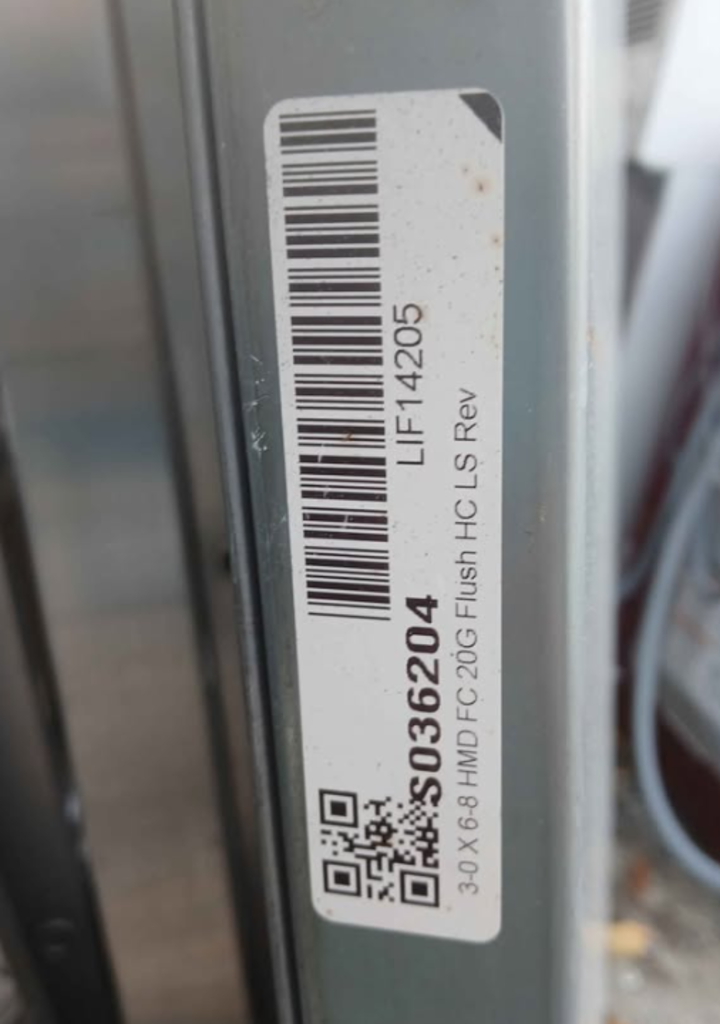 LIF14205
S036204
3-0 X 6-8 HMD FC 20G Flush HC LS Rev